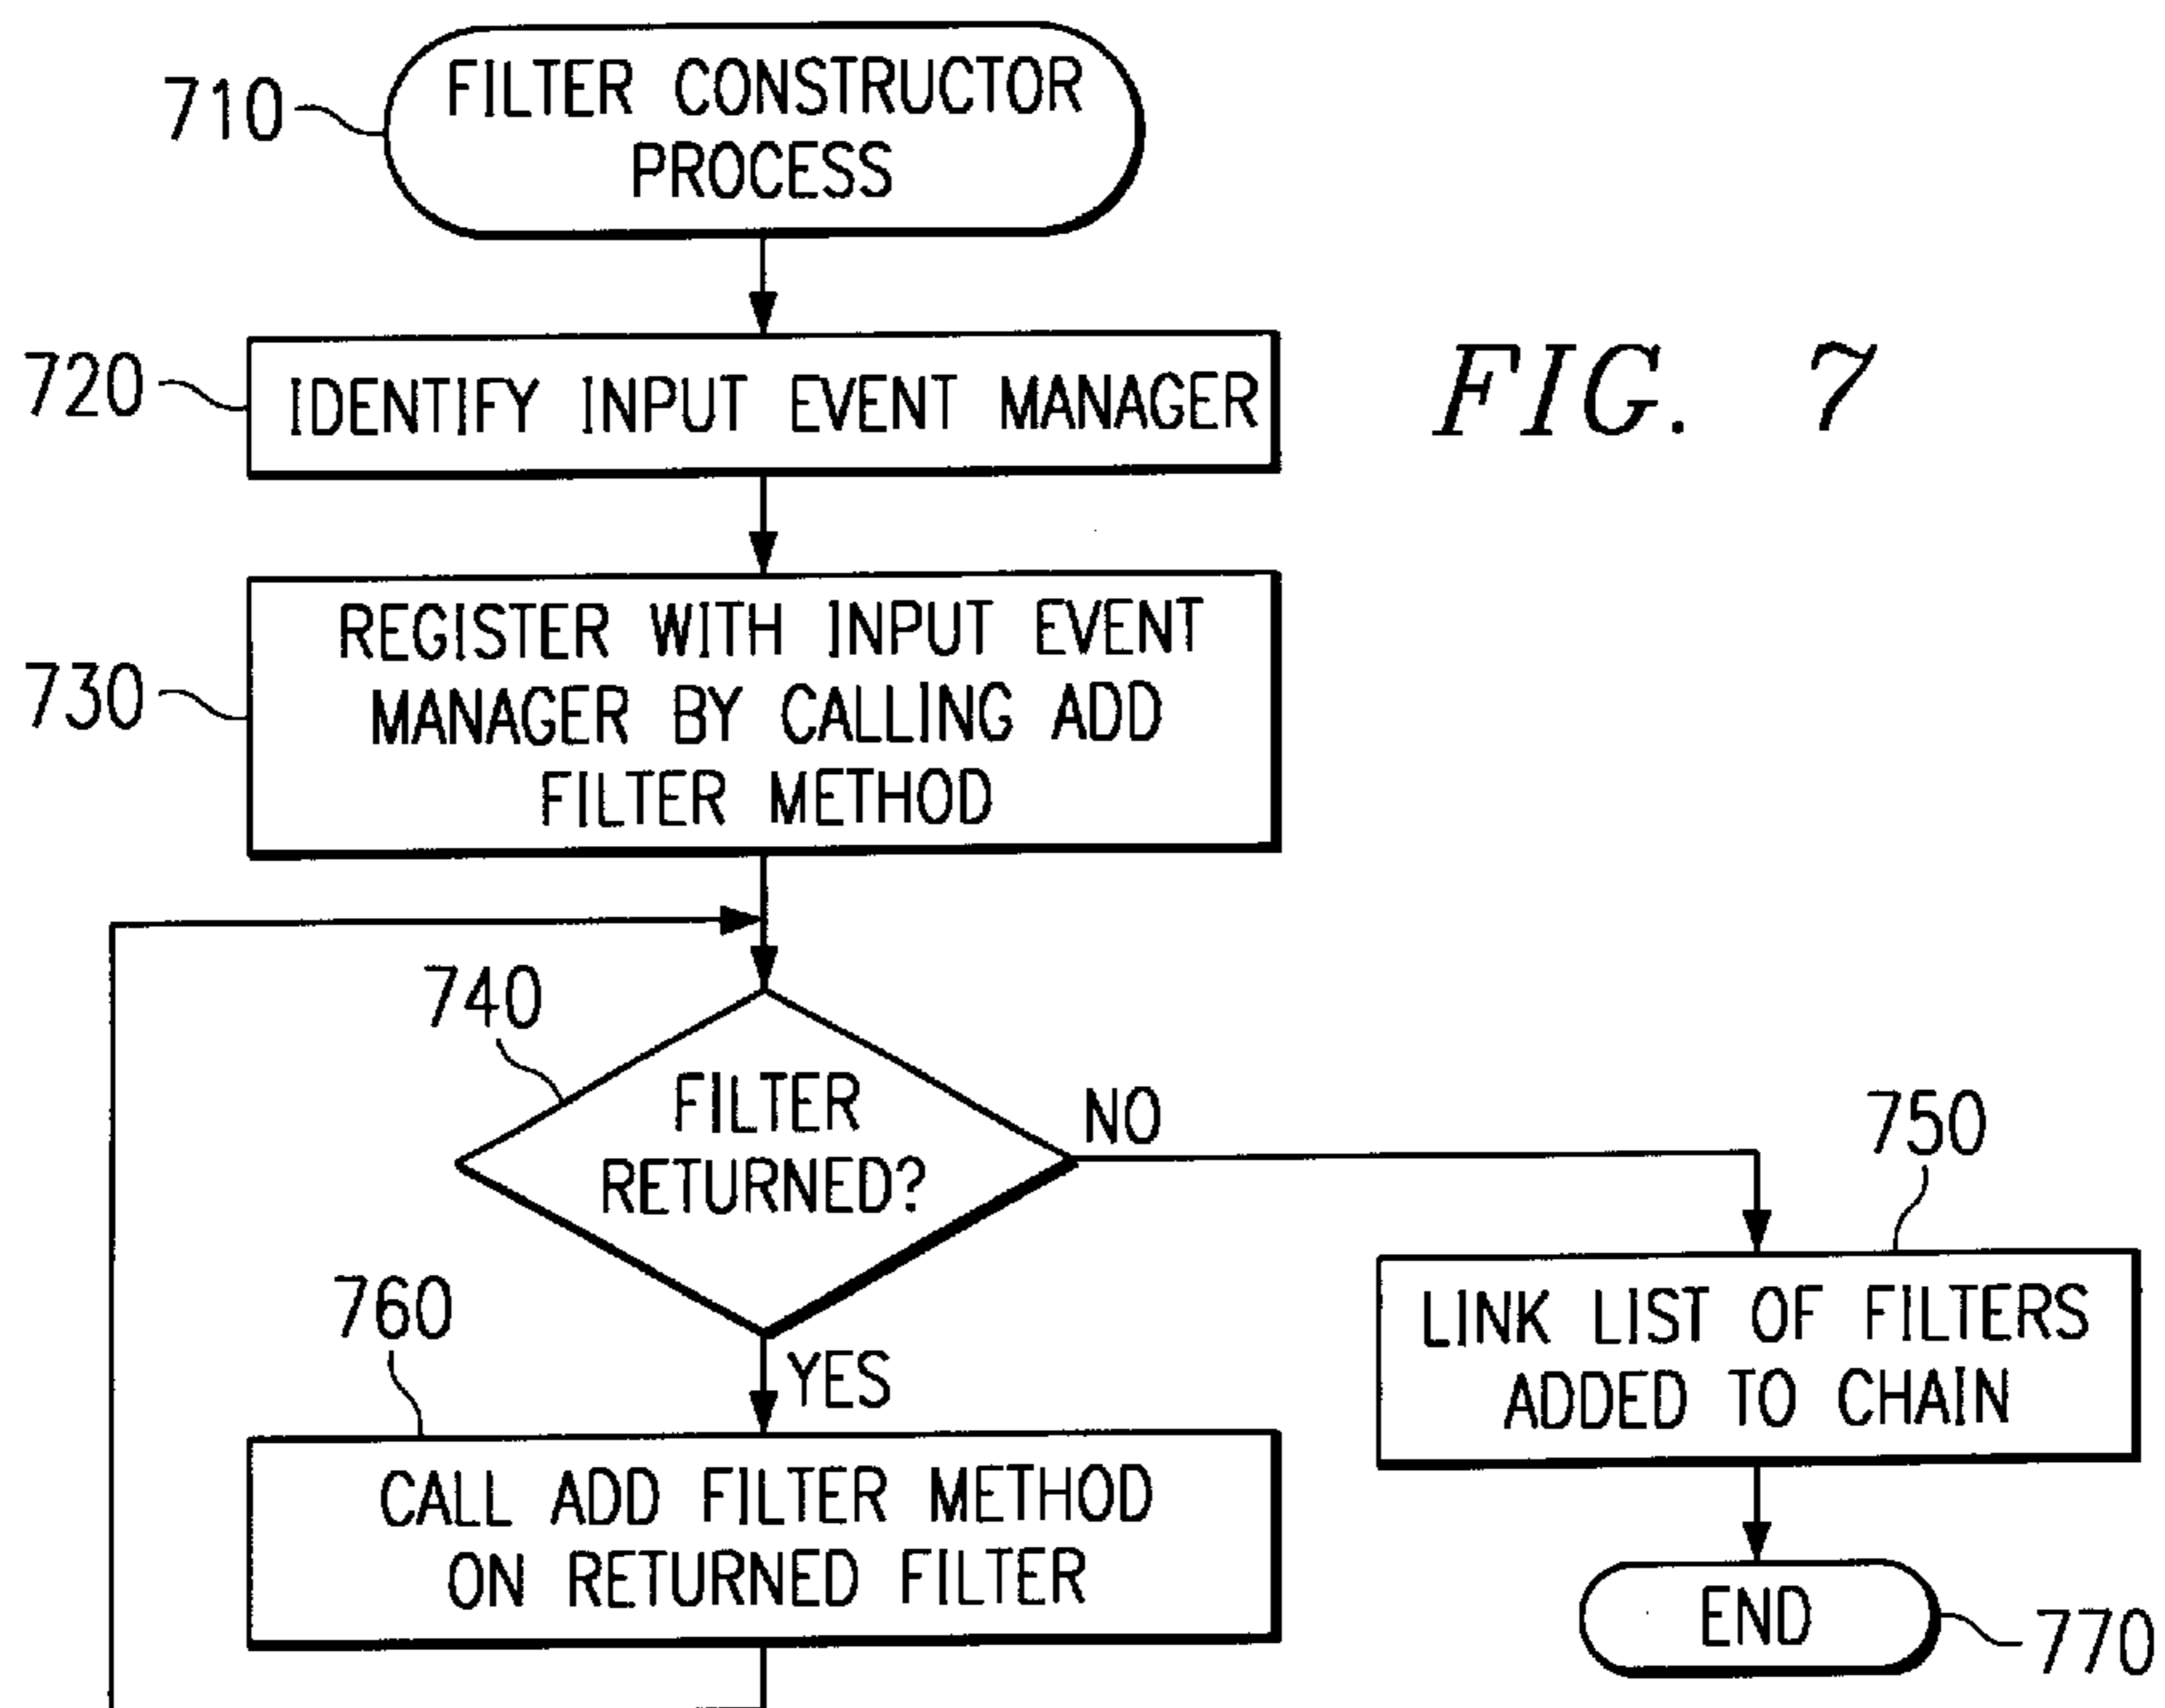 710
FILTER CONSTRUCTOR
PROCESS
720
IDENTIFY INPUT EVENT MANAGER
FIG. 7
730
REGISTER WITH INPUT EVENT
MANAGER BY CALLING ADD
FILTER METHOD
740
FILTER
RETURNED?
NO
750
LINK LIST OF FILTERS
ADDED TO CHAIN
760
YES
CALL ADD FILTER METHOD
ON RETURNED FILTER
END
770